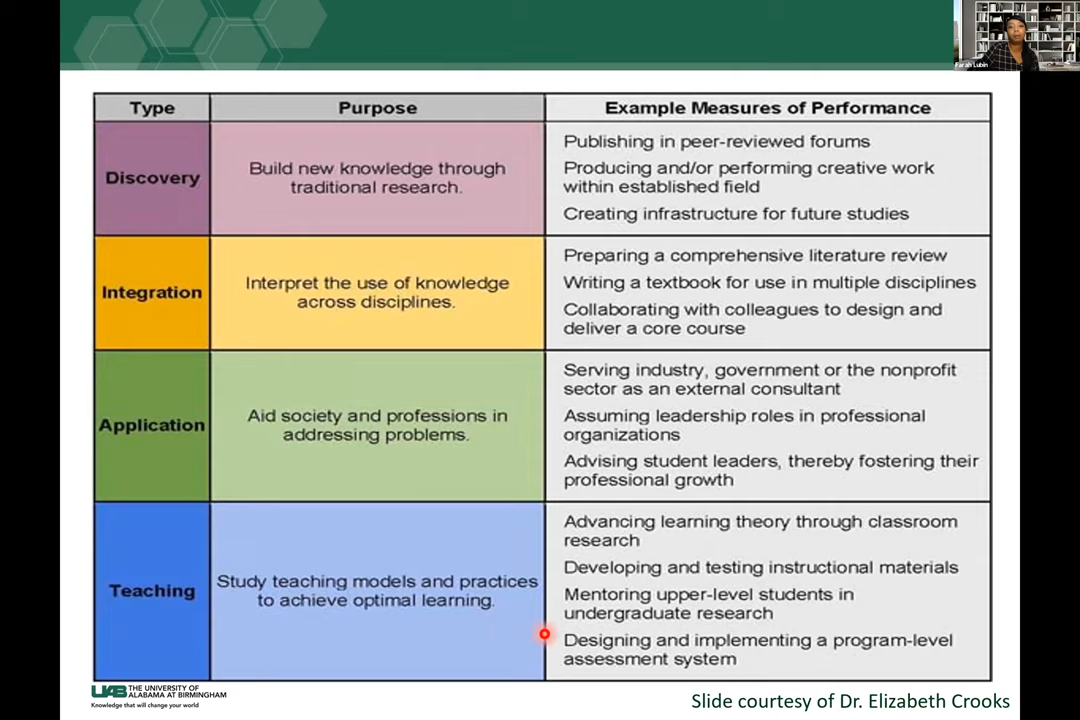 Farah Lubin
Type
Purpose
Example Measures of Performance
Discovery
Build new knowledge through
traditional research.
Publishing in peer-reviewed forums
Producing and/or performing creative work
within established field
Creating infrastructure for future studies
Integration
Interpret the use of knowledge
across disciplines.
Preparing a comprehensive literature review
Writing a textbook for use in multiple disciplines
Collaborating with colleagues to design and
deliver a core course
Application
Aid society and professions in
addressing problems.
Serving industry, government or the nonprofit
sector as an external consultant
Assuming leadership roles in professional
organizations
Advising student leaders, thereby fostering their
professional growth
Teaching
Study teaching models and practices
to achieve optimal learning.
Advancing learning theory through classroom
research
Developing and testing instructional materials
Mentoring upper-level students in
undergraduate research
Designing and implementing a program-level
assessment system
UAB THE UNIVERSITY OF
ALABAMA AT BIRMINGHAM
Knowledge that will change your world
Slide courtesy of Dr. Elizabeth Crooks